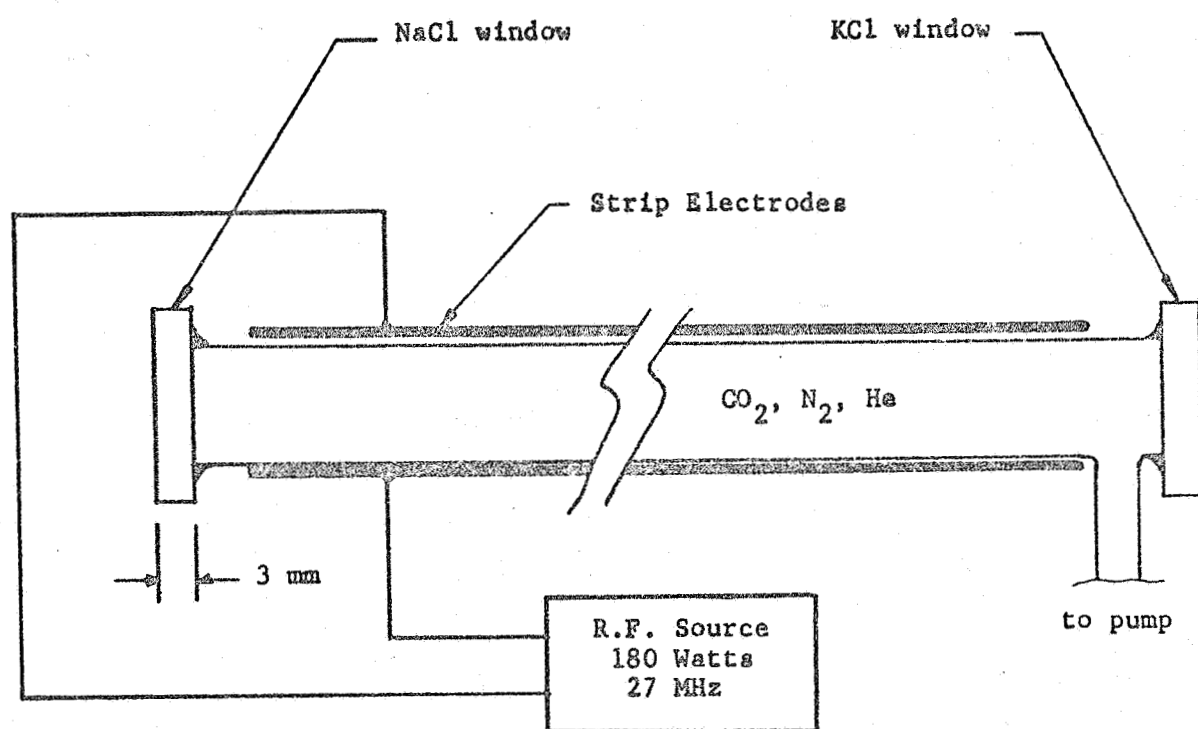 NaCl window
KCl window
Strip Electrodes
CO2, N2, He
3 mm
to pump
R.F. Source
180 Watts
27 MHz